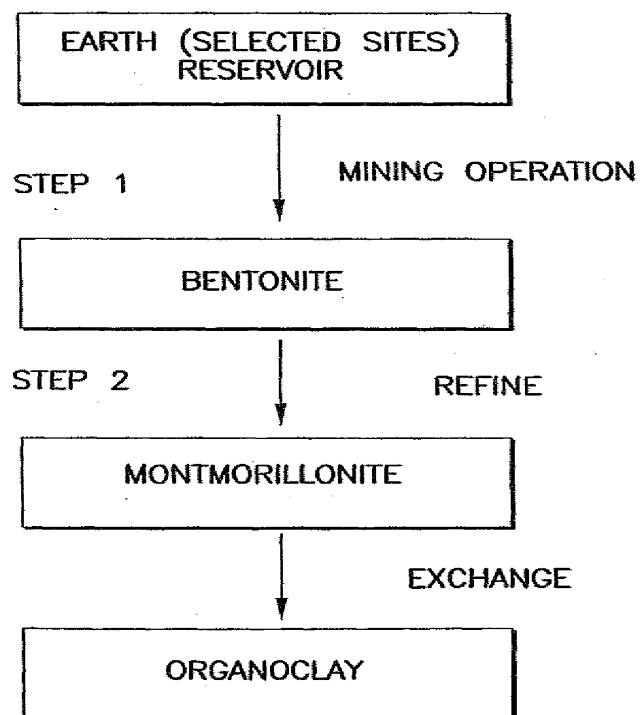 EARTH (SELECTED SITES)
RESERVOIR
STEP 1
MINING OPERATION
BENTONITE
STEP 2
REFINE
MONTMORILLONITE
EXCHANGE
ORGANOCLAY